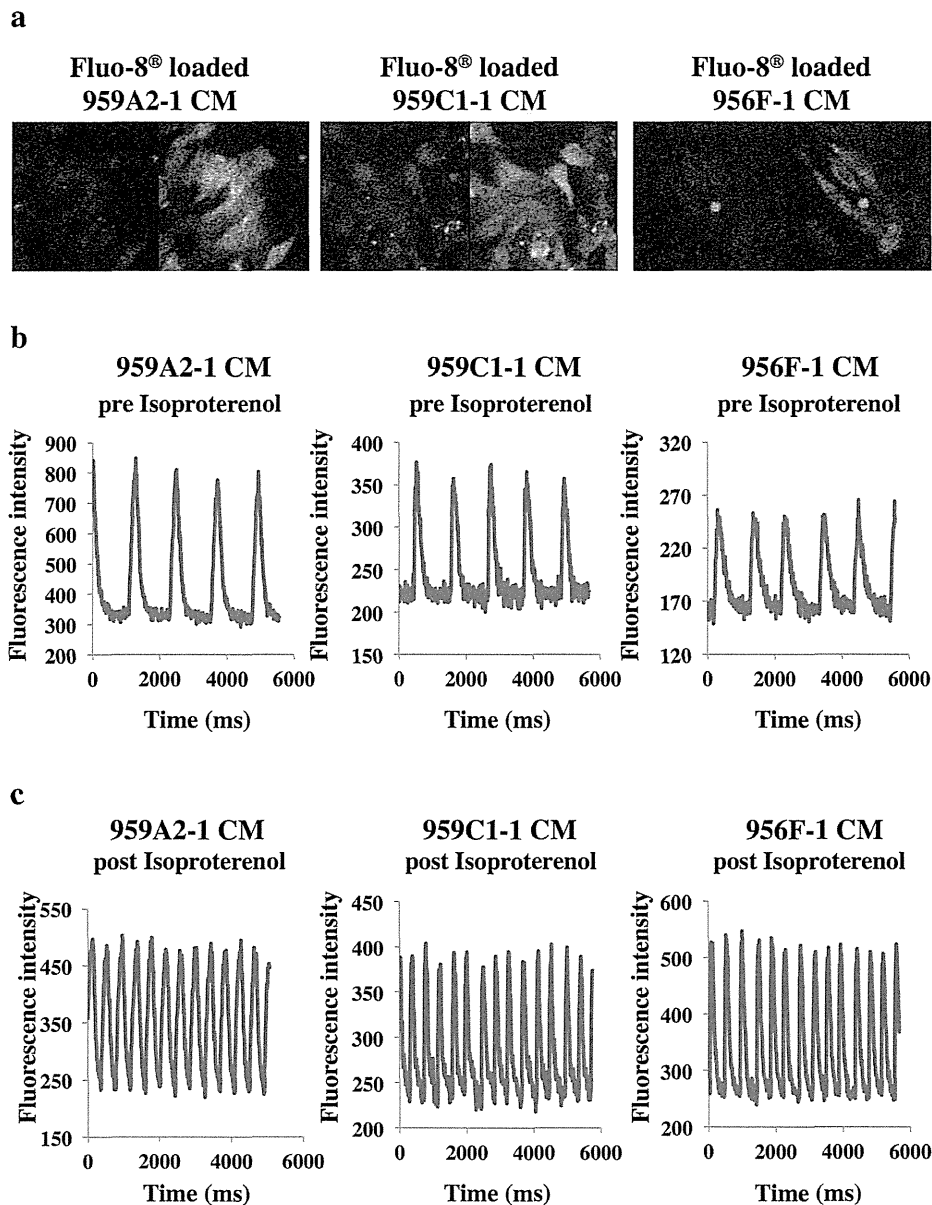 a
Fluo-8® loaded
959A2-1 CM
Fluo-8® loaded
959C1-1 CM
Fluo-8® loaded
956F-1 CM
b
959A2-1 CM
pre Isoproterenol
Fluorescence intensity
900
800
700
600
500
400
300
200
0
2000
4000
6000
Time (ms)
959C1-1 CM
pre Isoproterenol
Fluorescence intensity
400
350
300
250
200
150
0
2000
4000
6000
Time (ms)
956F-1 CM
pre Isoproterenol
Fluorescence intensity
320
270
220
170
120
0
2000
4000
6000
Time (ms)
c
959A2-1 CM
post Isoproterenol
Fluorescence intensity
550
450
350
250
150
0
2000
4000
6000
Time (ms)
959C1-1 CM
post Isoproterenol
Fluorescence intensity
450
400
350
300
250
200
0
2000
4000
6000
Time (ms)
956F-1 CM
post Isoproterenol
Fluorescence intensity
600
500
400
300
200
0
2000
4000
6000
Time (ms)